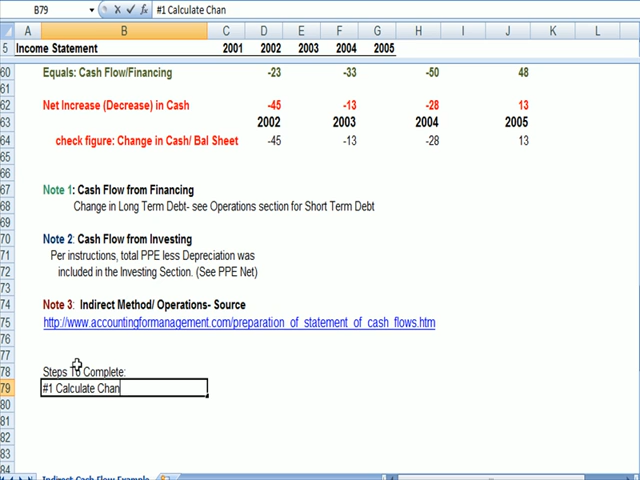 B79 fx #1 Calculate Chan
A B C D E F G H I J K L
5 Income Statement 2001 2002 2003 2004 2005
60 Equals: Cash Flow/Financing -23 -33 -50 48
61
62 Net Increase (Decrease) in Cash -45 -13 -28 13
63 2002 2003 2004 2005
64 check figure: Change in Cash/ Bal Sheet -45 -13 -28 13
65
66
67 Note 1: Cash Flow from Financing
68 Change in Long Term Debt- see Operations section for Short Term Debt
69
70 Note 2: Cash Flow from Investing
71 Per instructions, total PPE less Depreciation was
72 included in the Investing Section. (See PPE Net)
73
74 Note 3: Indirect Method/ Operations- Source
75 http://www.accountingformanagement.com/preparation_of_statement_of_cash_flows.htm
76
77
78 Steps To Complete:
79 #1 Calculate Chan
80
81
82
83
84
Indirect Cash Flow Example